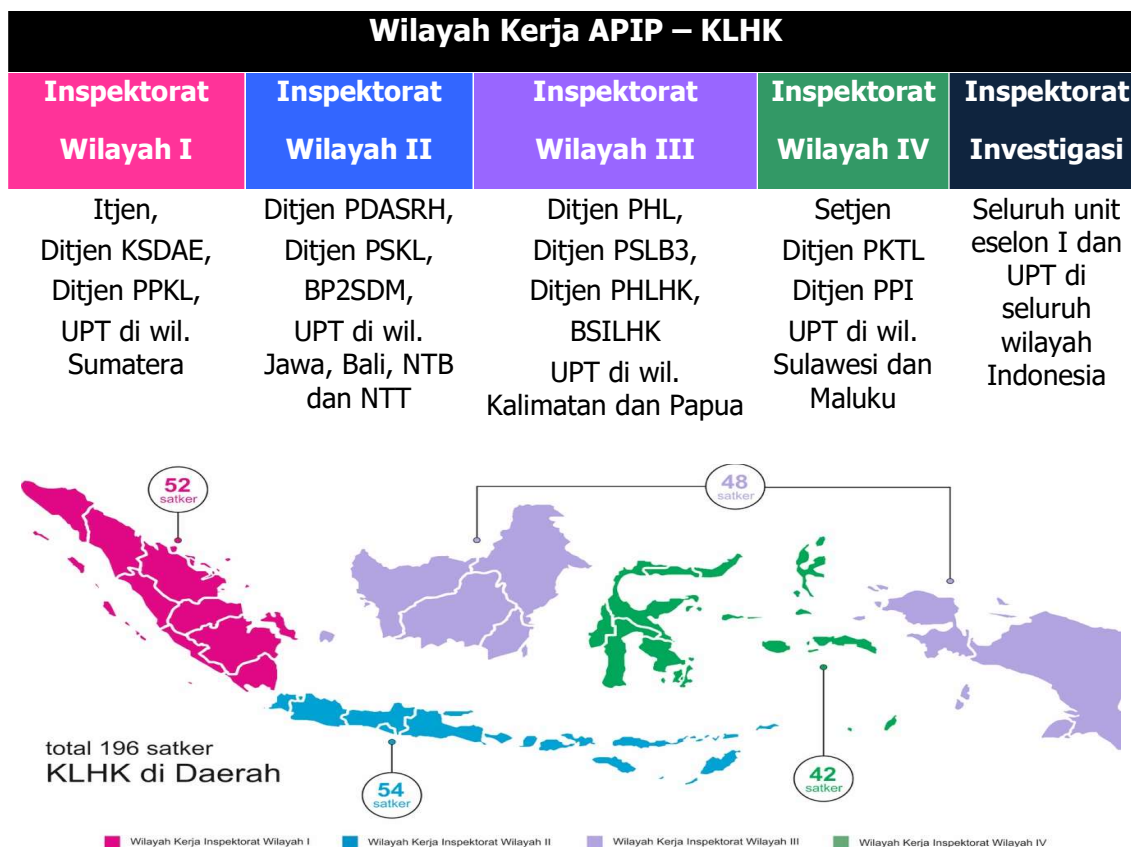 Wilayah Kerja APIP – KLHK
Inspektorat
Wilayah I
Inspektorat
Wilayah II
Inspektorat
Wilayah III
Inspektorat
Wilayah IV
Inspektorat
Investigasi
Itjen,
Ditjen KSDAE,
Ditjen PPKL,
UPT di wil.
Sumatera
Ditjen PDASRH,
Ditjen PSKL,
BP2SDM,
UPT di wil.
Jawa, Bali, NTB
dan NTT
Ditjen PHL,
Ditjen PSLB3,
Ditjen PHLHK,
BSILHK
UPT di wil.
Kalimatan dan Papua
Setjen
Ditjen PKTL
Ditjen PPI
UPT di wil.
Sulawesi dan
Maluku
Seluruh unit
eselon I dan
UPT di
seluruh
wilayah
Indonesia
52
satker
48
satker
total 196 satker
KLHK di Daerah
54
satker
42
satker
Wilayah Kerja Inspektorat Wilayah I
Wilayah Kerja Inspektorat Wilayah II
Wilayah Kerja Inspektorat Wilayah III
Wilayah Kerja Inspektorat Wilayah IV